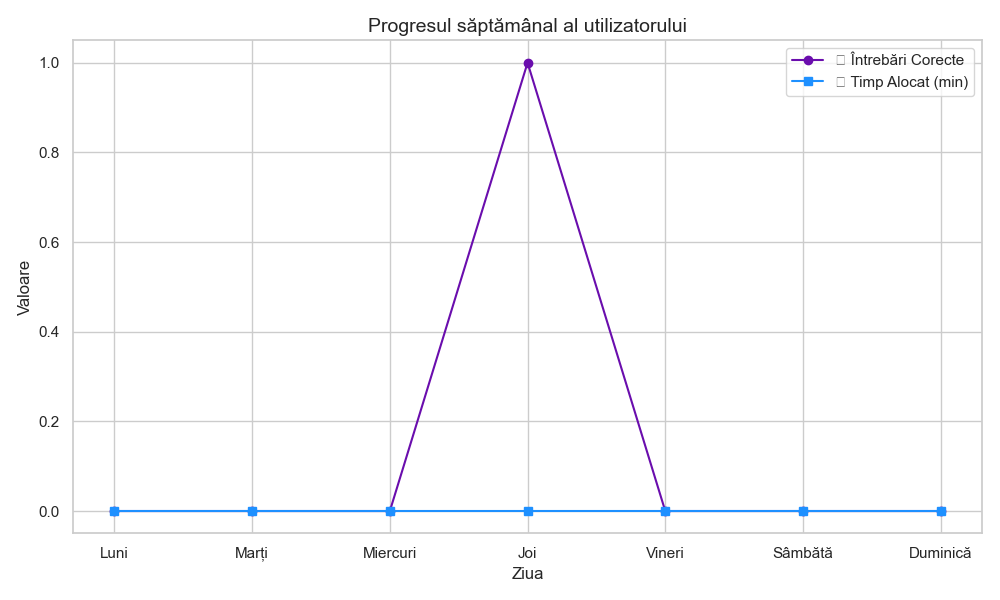 Progresul săptămânal al utilizatorului
Întrebări Corecte
Timp Alocat (min)
Valoare
1.0
0.8
0.6
0.4
0.2
0.0
Luni
Marți
Miercuri
Joi
Vineri
Sâmbătă
Duminică
Ziua